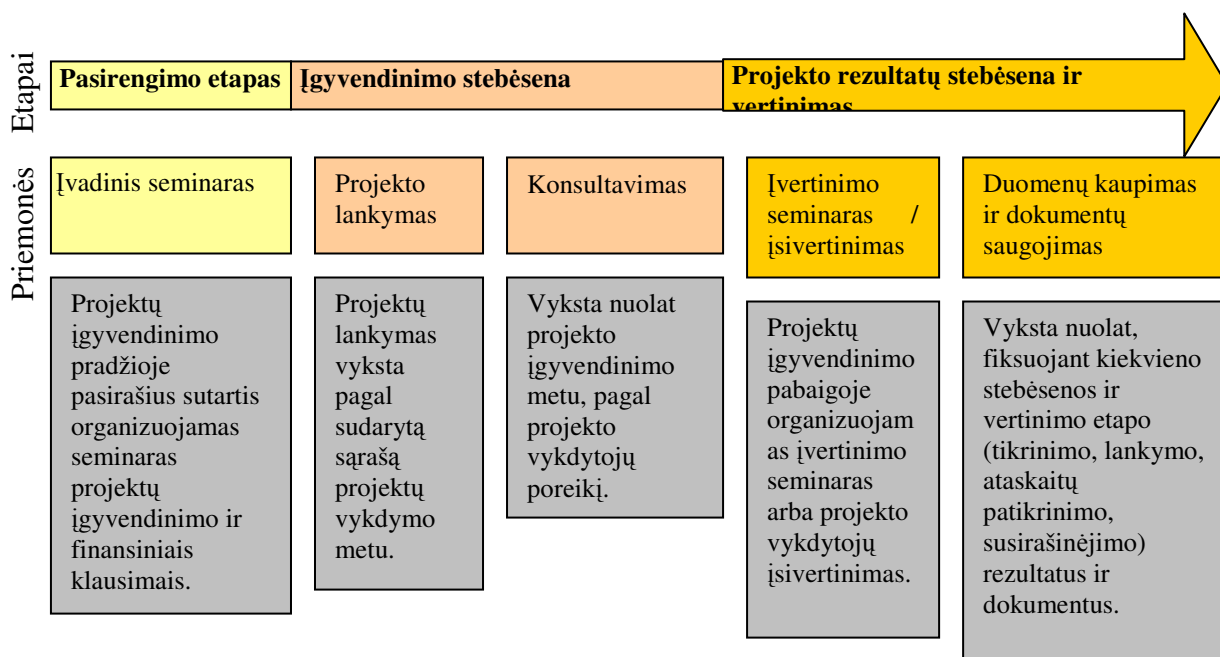 Etapai
Pasirengimo etapas
Įgyvendinimo stebėsena
Projekto rezultatų stebėsena ir
vertinimas
Priemonės
Įvadinis seminaras
Projekto
lankymas
Konsultavimas
Įvertinimo
seminaras /
įsivertinimas
Duomenų kaupimas
ir dokumentų
saugojimas
Projektų
įgyvendinimo
pradžioje
pasirašius sutartis
organizuojamas
seminaras
projektų
įgyvendinimo ir
finansiniais
klausimais.
Projektų
lankymas
vyksta
pagal
sudarytą
sąrašą
projektų
vykdymo
metu.
Vyksta nuolat
projekto
įgyvendinimo
metu, pagal
projekto
vykdytojų
poreikį.
Projektų
įgyvendinimo
pabaigoje
organizuojam
as įvertinimo
seminaras
arba projekto
vykdytojų
įsivertinimas.
Vyksta nuolat,
fiksuojant kiekvieno
stebėsenos ir
vertinimo etapo
(tikrinimo, lankymo,
ataskaitų
patikrinimo,
susirašinėjimo)
rezultatus ir
dokumentus.